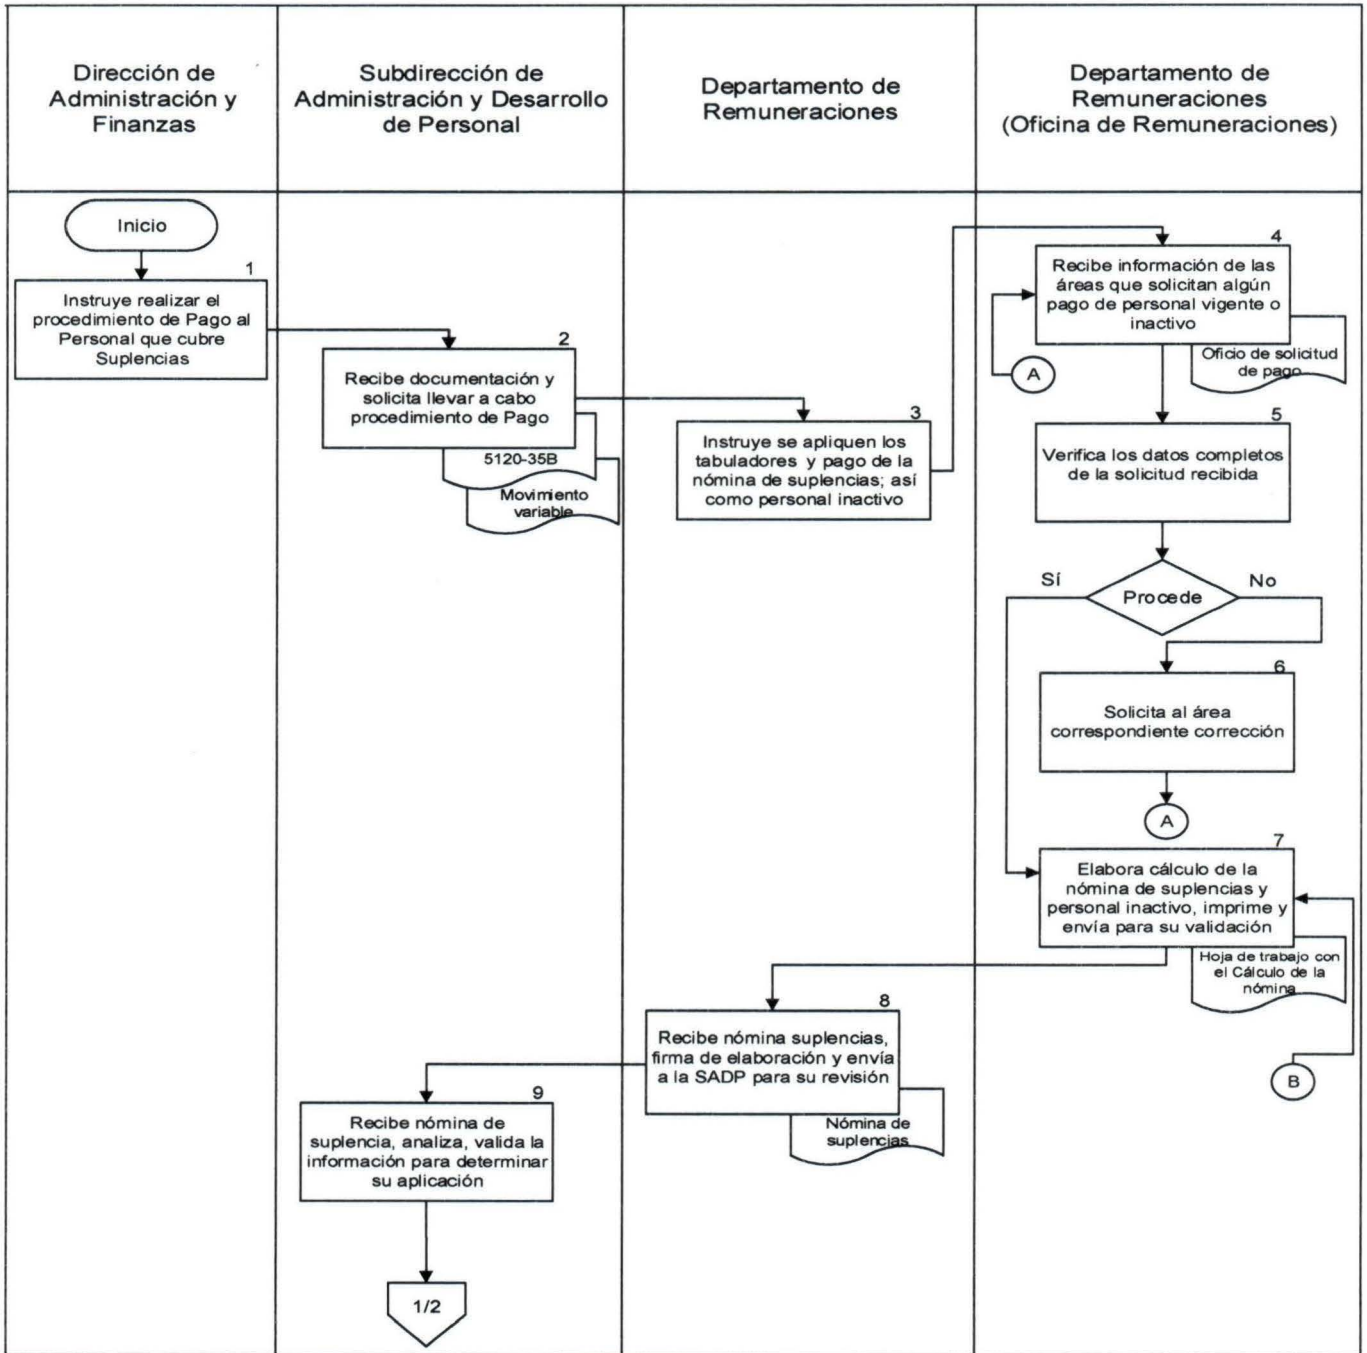 Dirección de
Administración y
Finanzas
Subdirección de
Administración y Desarrollo
de Personal
Departamento de
Remuneraciones
Departamento de
Remuneraciones
(Oficina de Remuneraciones)
Inicio
1
Instruye realizar el
procedimiento de Pago al
Personal que cubre
Suplencias
2
Recibe documentación y
solicita llevar a cabo
procedimiento de Pago
5120-35B
Movimiento
variable
3
Instruye se apliquen los
tabuladores y pago de la
nómina de suplencias; así
como personal inactivo
4
Recibe información de las
áreas que solicitan algún
pago de personal vigente o
inactivo
Oficio de solicitud
de pago
A
5
Verifica los datos completos
de la solicitud recibida
Sí
Procede
No
6
Solicita al área
correspondiente corrección
A
7
Elabora cálculo de la
nómina de suplencias y
personal inactivo, imprime y
envía para su validación
Hoja de trabajo con
el Cálculo de la
nómina
B
8
Recibe nómina suplencias,
firma de elaboración y envía
a la SADP para su revisión
Nómina de
suplencias
9
Recibe nómina de
suplencia, analiza, valida la
información para determinar
su aplicación
1/2